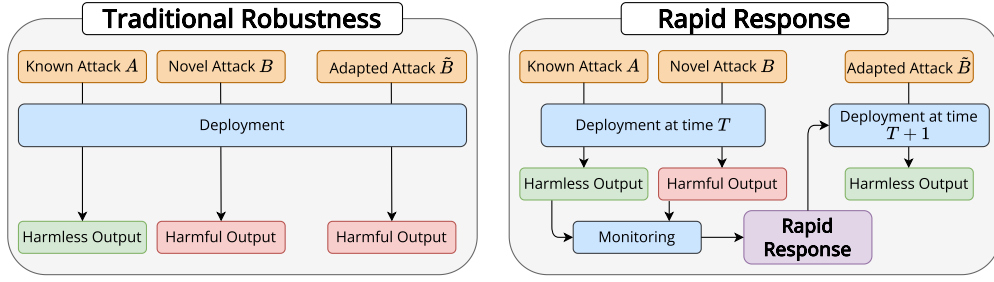 Traditional Robustness
Known Attack A
Novel Attack B
Adapted Attack B̃
Deployment
Harmless Output
Harmful Output
Harmful Output
Rapid Response
Known Attack A
Novel Attack B
Adapted Attack B̃
Deployment at time T
Deployment at time
T + 1
Harmless Output
Harmful Output
Harmless Output
Monitoring
Rapid
Response